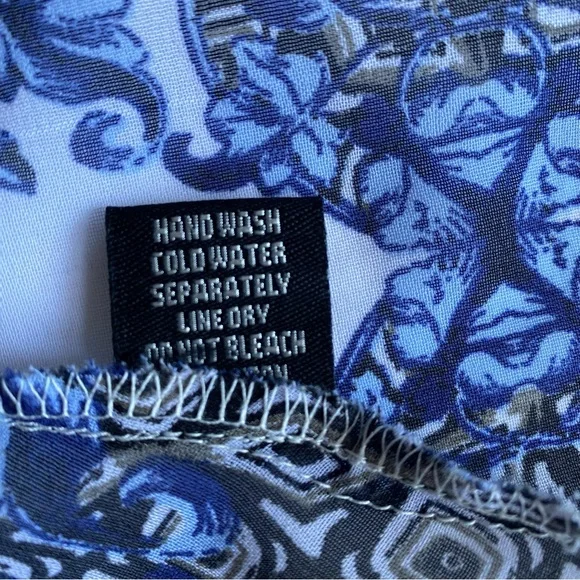 HAND WASH
COLD WATER
SEPARATELY
LINE DRY
DO NOT BLEACH